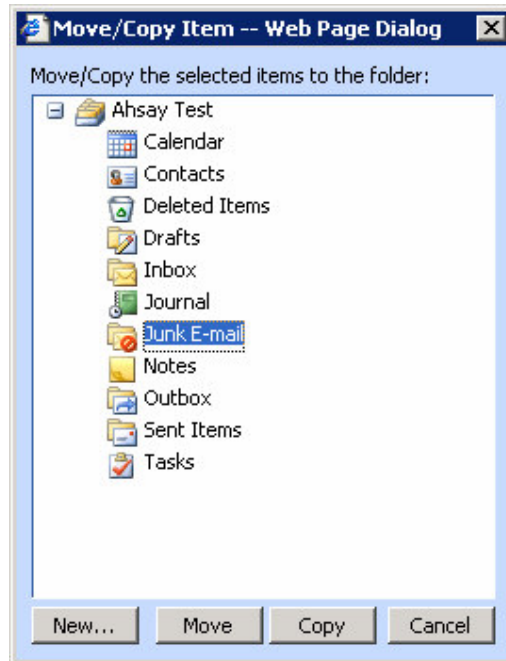 Move/Copy Item -- Web Page Dialog
Move/Copy the selected items to the folder:
Ahsay Test
Calendar
Contacts
Deleted Items
Drafts
Inbox
Journal
Junk E-mail
Notes
Outbox
Sent Items
Tasks
New... Move Copy Cancel